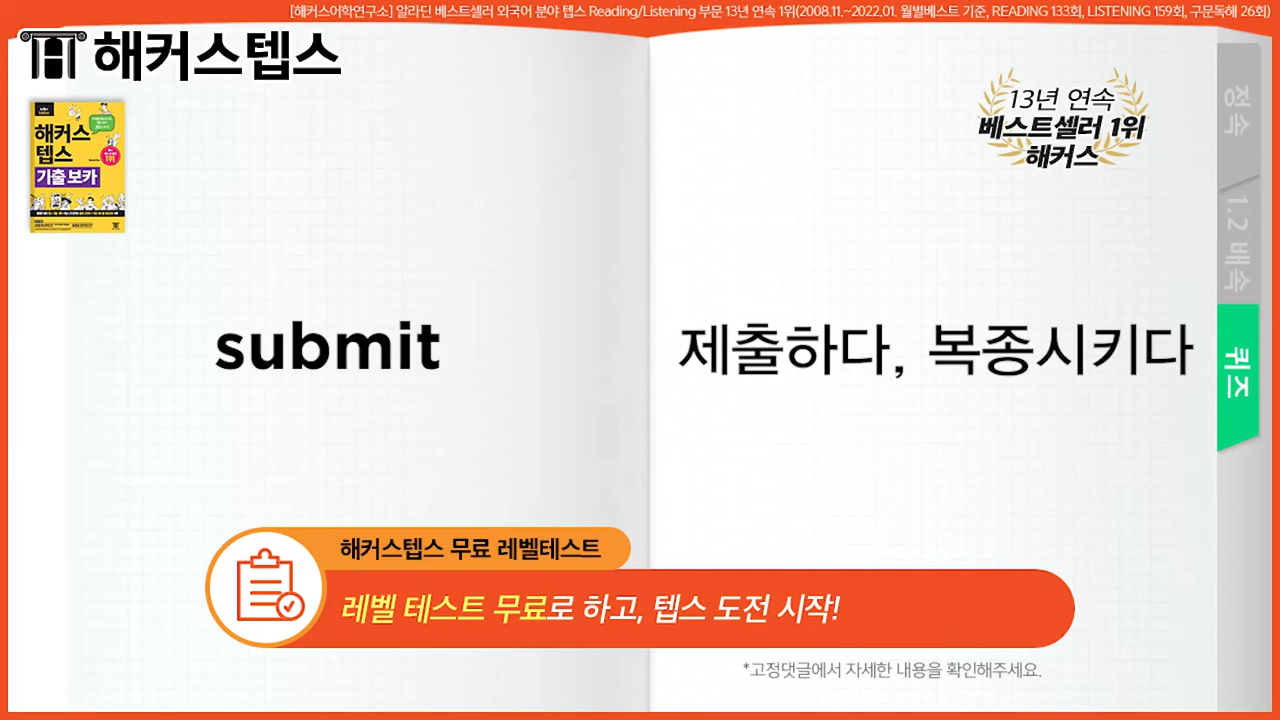 [해커스어학연구소] 알라딘 베스트셀러 외국어 분야 텝스 Reading/Listening 부문 13년 연속 1위(2008.11.~2022.01. 월별베스트 기준, READING 133회, LISTENING 159회, 구문독해 26회)
해커스텝스
해커스
텝스
기출 보카
13년 연속
베스트셀러 1위
해커스
정속
1.2 배속
퀴즈
submit
제출하다, 복종시키다
해커스텝스 무료 레벨테스트
레벨 테스트 무료로 하고, 텝스 도전 시작!
*고정댓글에서 자세한 내용을 확인해주세요.